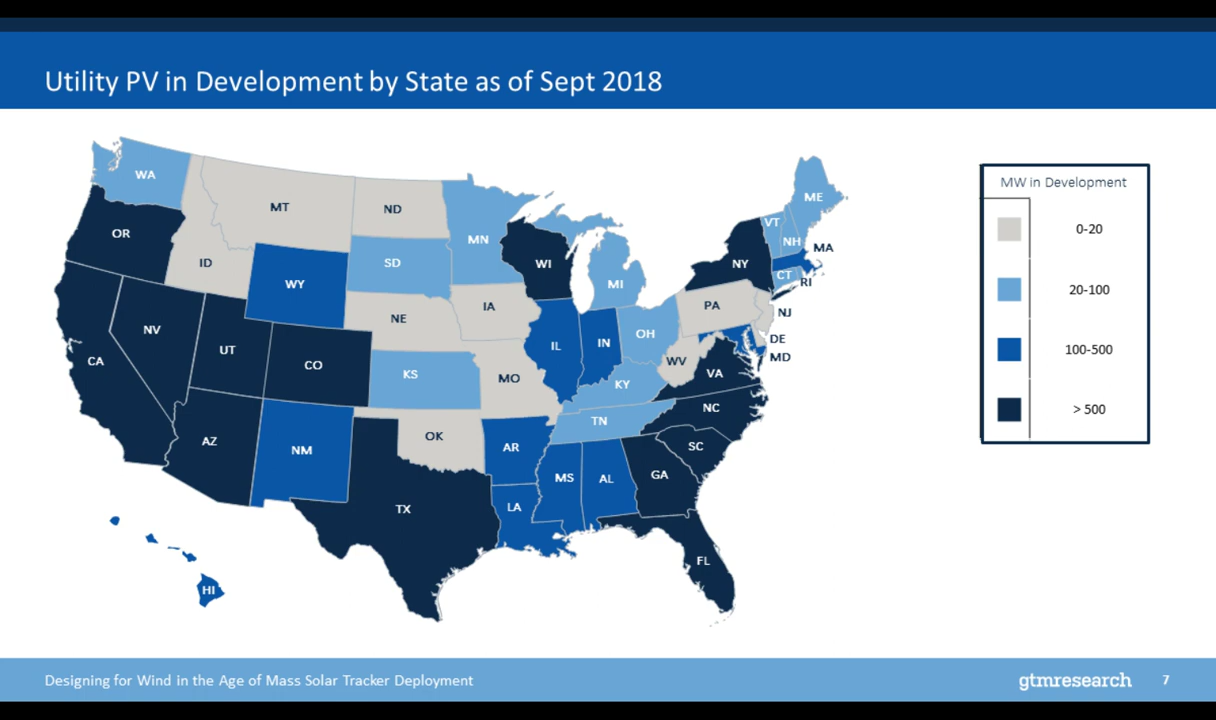 Utility PV in Development by State as of Sept 2018
WA
MT
ND
MN
ME
VT
NH
MA
OR
ID
SD
WI
MI
NY
CT
RI
WY
NE
IA
PA
NJ
NV
UT
CO
KS
MO
IL
IN
OH
WV
DE
MD
CA
KY
VA
AZ
NM
OK
AR
TN
NC
SC
TX
LA
MS
AL
GA
FL
HI
MW in Development
0-20
20-100
100-500
> 500
Designing for Wind in the Age of Mass Solar Tracker Deployment
gtmresearch
7